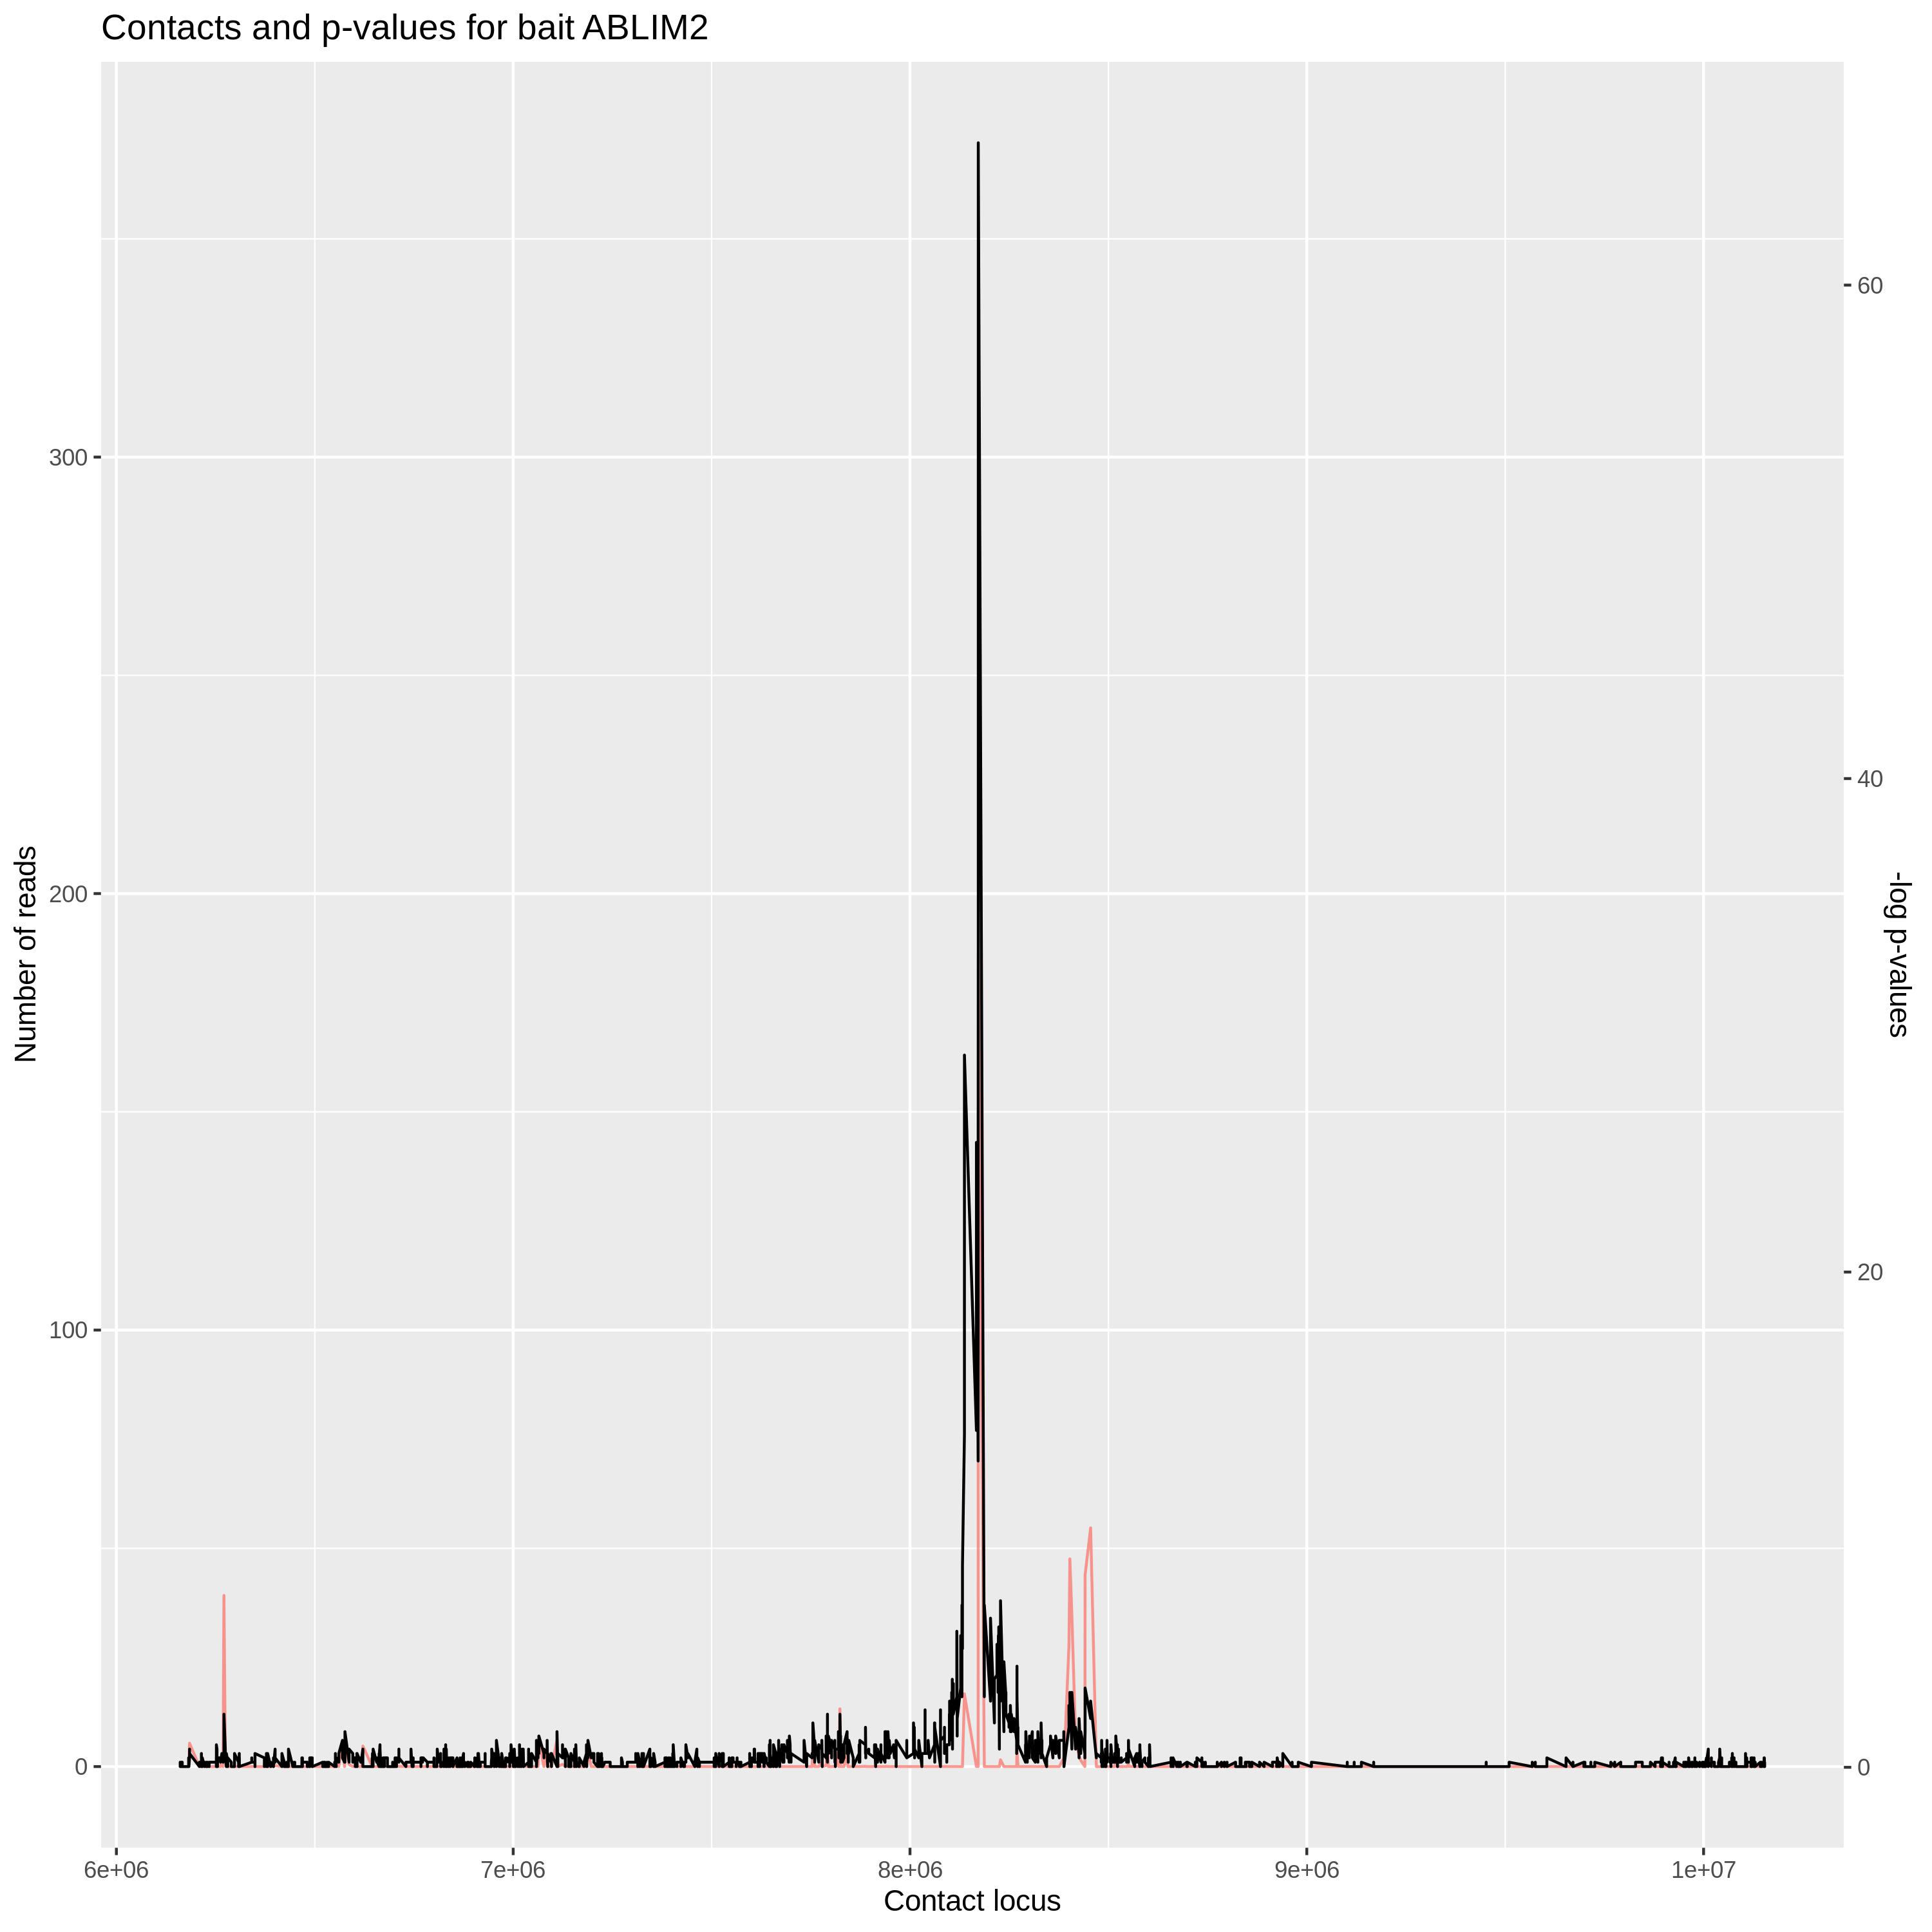 Contacts and p-values for bait ABLIM2
300
200
100
0
Number of reads
60
40
20
0
-log p-values
6e+06 7e+06 8e+06 9e+06 1e+07
Contact locus